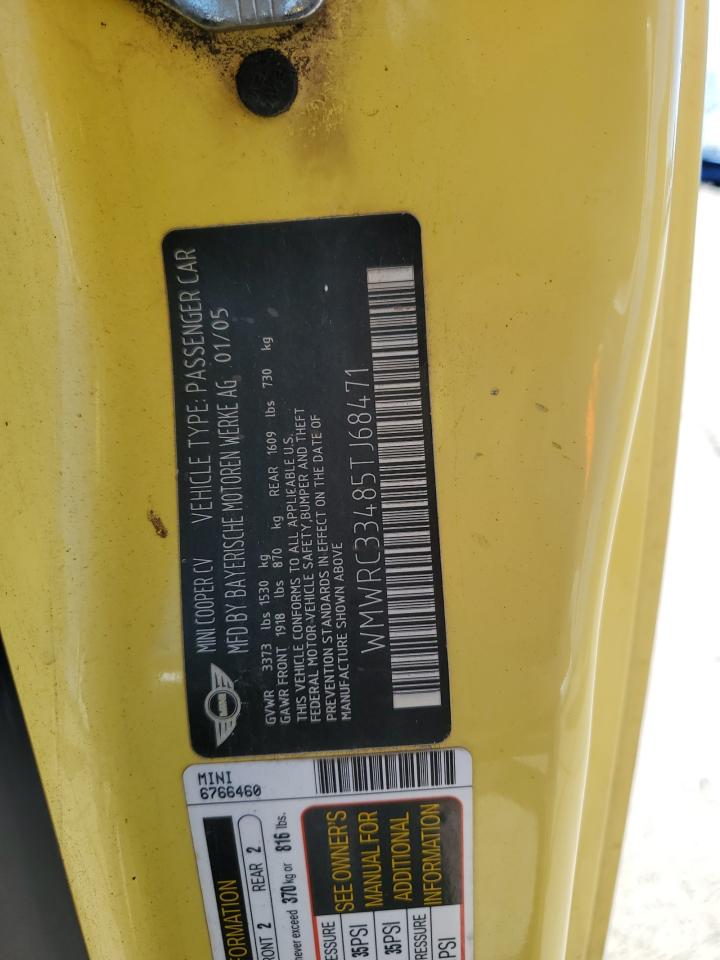 MINI COOPER CV VEHICLE TYPE: PASSENGER CAR
MFD BY BAYERISCHE MOTOREN WERKE AG 01/05
GVWR 3373 lbs 1530 kg
GAWR FRONT 1918 lbs 870 kg REAR 1609 lbs 730 kg
THIS VEHICLE CONFORMS TO ALL APPLICABLE U.S.
FEDERAL MOTOR-VEHICLE SAFETY,BUMPER AND THEFT
PREVENTION STANDARDS IN EFFECT ON THE DATE OF
MANUFACTURE SHOWN ABOVE
WMWRC33485TJ68471
MINI
6766460
FORMATION
FRONT 2 REAR 2
never exceed 370 kg or 816 lbs.
SEE OWNER'S
MANUAL FOR
ADDITIONAL
INFORMATION
RESSURE
35PSI
35PSI
RESSURE
PSI